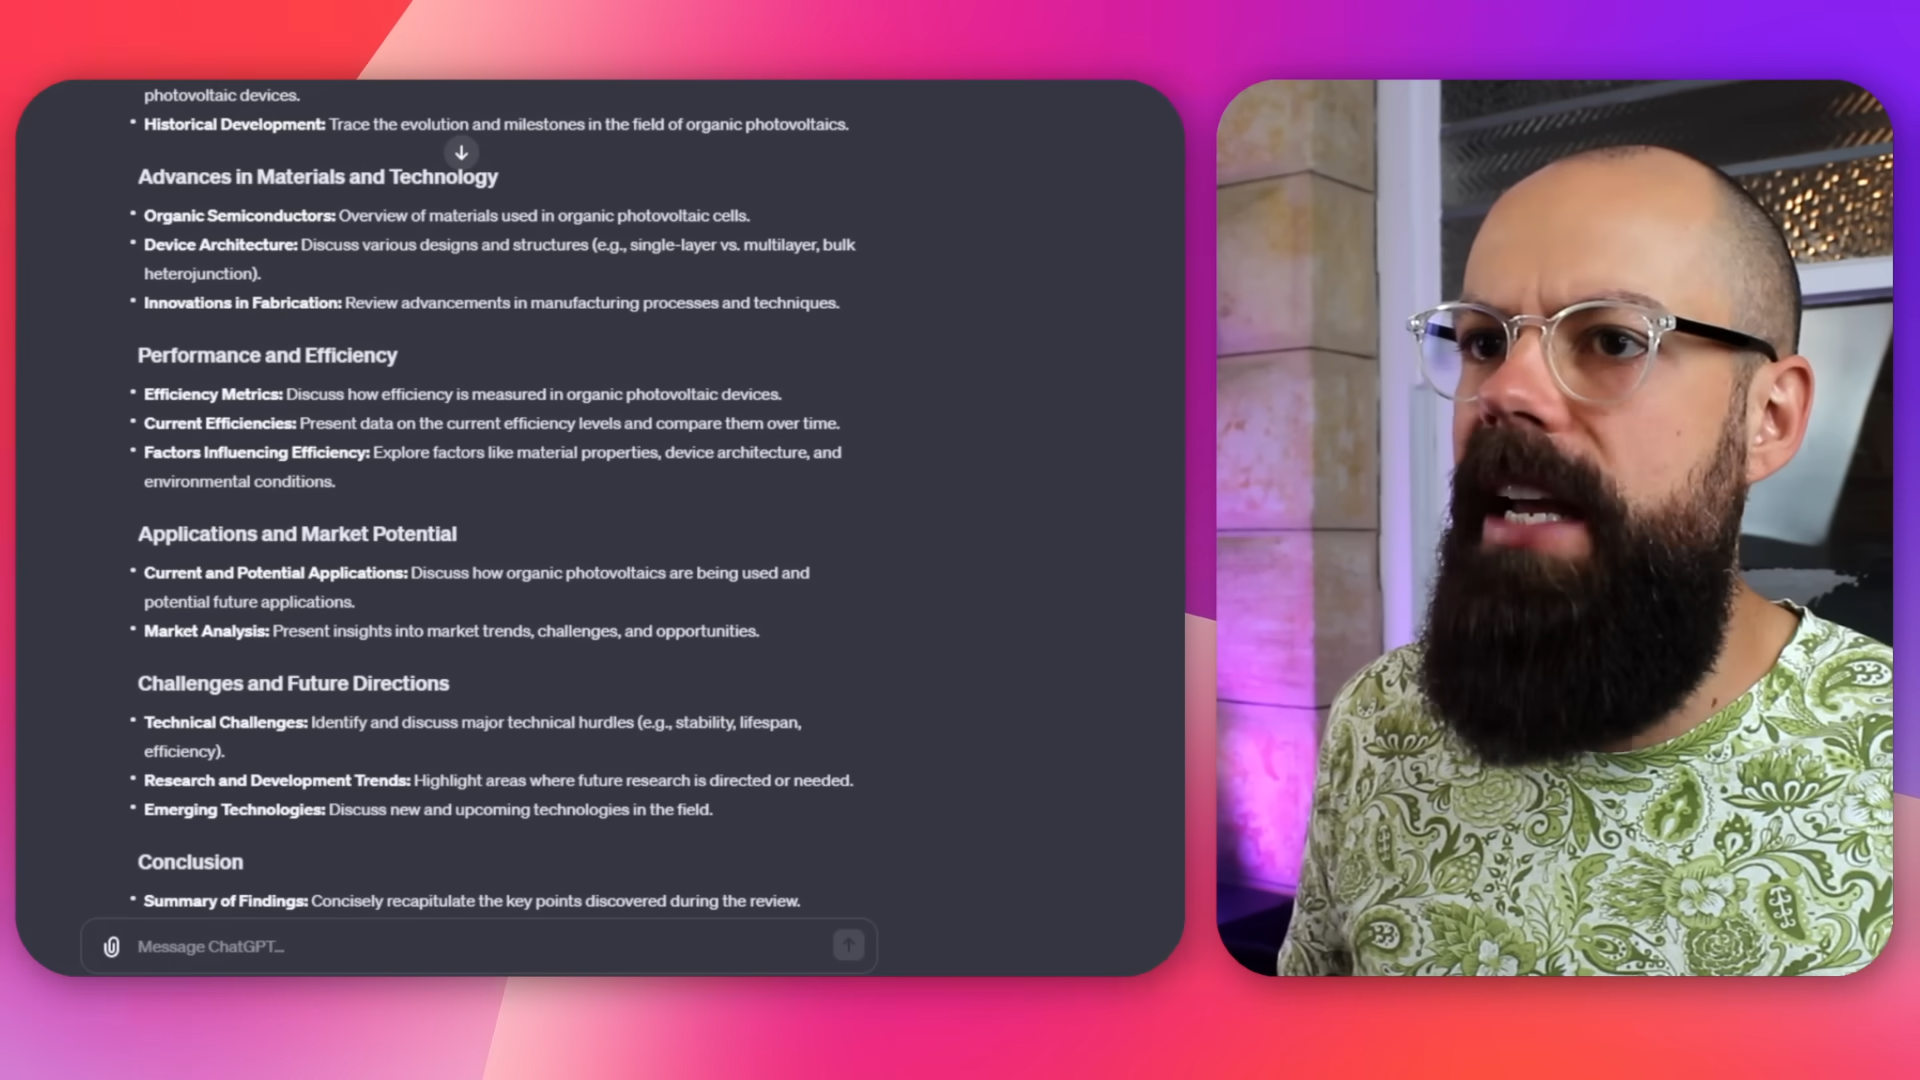 photovoltaic devices.
• Historical Development: Trace the evolution and milestones in the field of organic photovoltaics.
Advances in Materials and Technology
• Organic Semiconductors: Overview of materials used in organic photovoltaic cells.
• Device Architecture: Discuss various designs and structures (e.g., single-layer vs. multilayer, bulk
heterojunction).
• Innovations in Fabrication: Review advancements in manufacturing processes and techniques.
Performance and Efficiency
• Efficiency Metrics: Discuss how efficiency is measured in organic photovoltaic devices.
• Current Efficiencies: Present data on the current efficiency levels and compare them over time.
• Factors Influencing Efficiency: Explore factors like material properties, device architecture, and
environmental conditions.
Applications and Market Potential
• Current and Potential Applications: Discuss how organic photovoltaics are being used and
potential future applications.
• Market Analysis: Present insights into market trends, challenges, and opportunities.
Challenges and Future Directions
• Technical Challenges: Identify and discuss major technical hurdles (e.g., stability, lifespan,
efficiency).
• Research and Development Trends: Highlight areas where future research is directed or needed.
• Emerging Technologies: Discuss new and upcoming technologies in the field.
Conclusion
• Summary of Findings: Concisely recapitulate the key points discovered during the review.
Message ChatGPT...